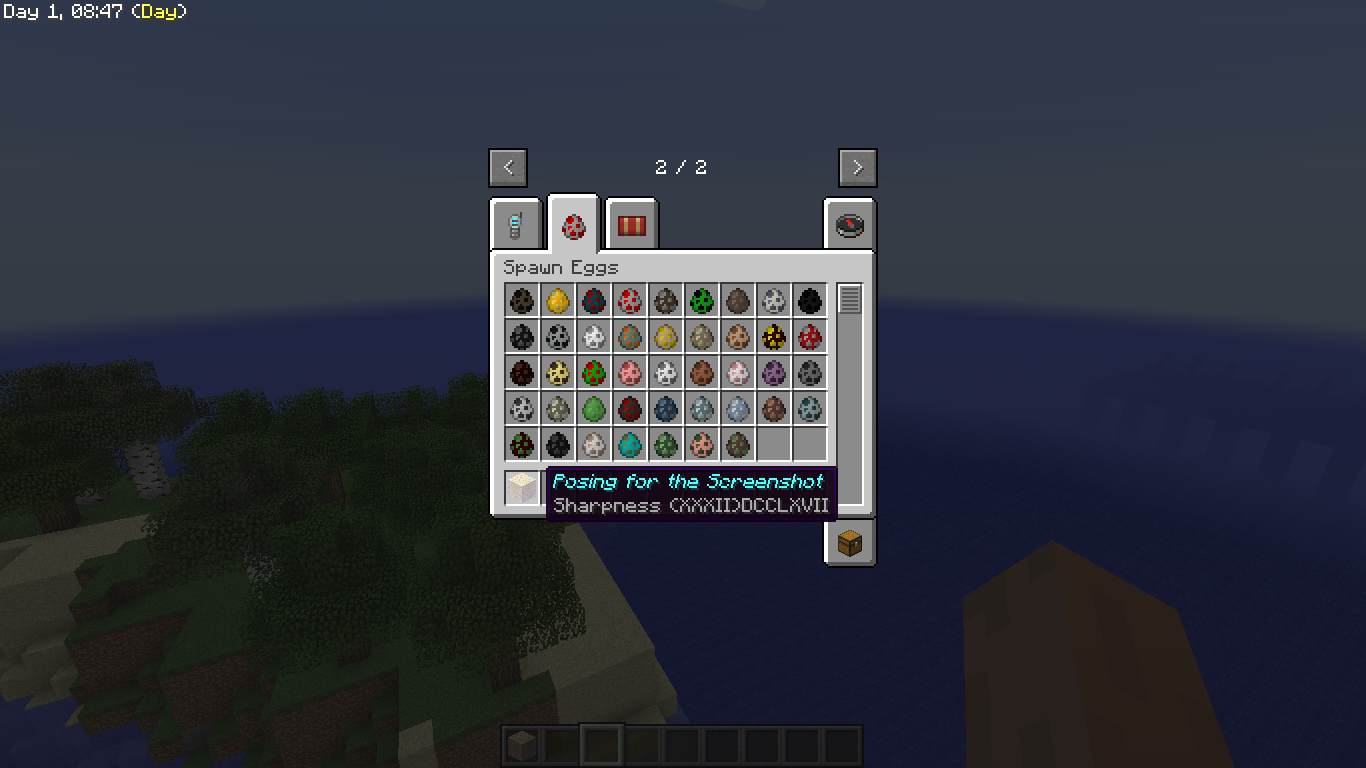 Day 1, 08:47 (Day)
< 2 / 2 >
Spawn Eggs
Posing for the Screenshot
Sharpness (XXXII)DCCLXVII